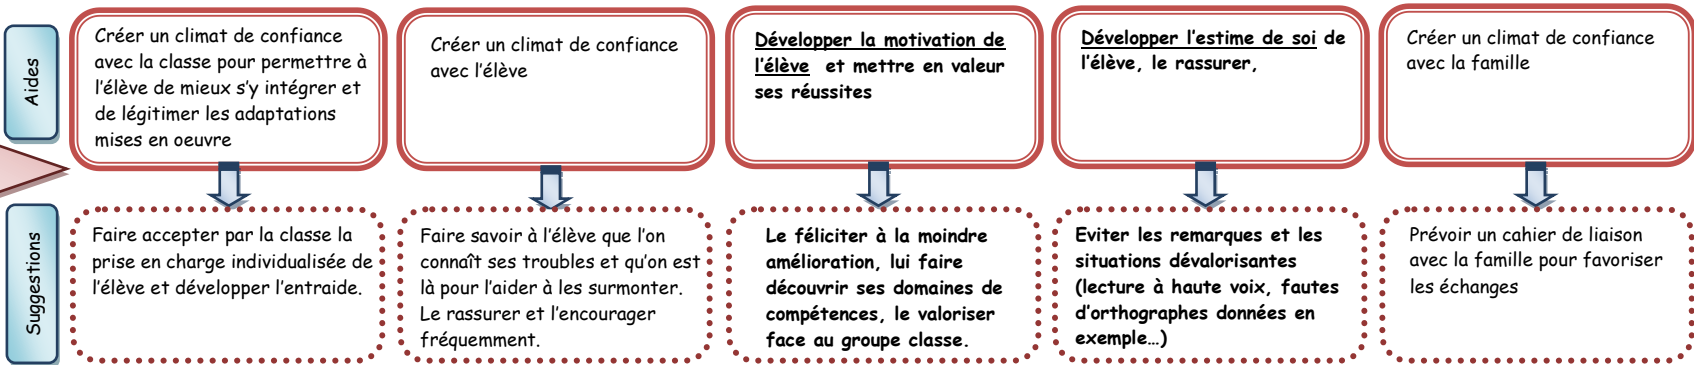 Aides
Créer un climat de confiance
avec la classe pour permettre à
l'élève de mieux s'y intégrer et
de légitimer les adaptations
mises en oeuvre
Créer un climat de confiance
avec l'élève
Développer la motivation de
l'élève et mettre en valeur
ses réussites
Développer l'estime de soi de
l'élève, le rassurer,
Créer un climat de confiance
avec la famille
Suggestions
Faire accepter par la classe la
prise en charge individualisée de
l'élève et développer l'entraide.
Faire savoir à l'élève que l'on
connaît ses troubles et qu'on est
là pour l'aider à les surmonter.
Le rassurer et l'encourager
fréquemment.
Le féliciter à la moindre
amélioration, lui faire
découvrir ses domaines de
compétences, le valoriser
face au groupe classe.
Eviter les remarques et les
situations dévalorisantes
(lecture à haute voix, fautes
d'orthographes données en
exemple…)
Prévoir un cahier de liaison
avec la famille pour favoriser
les échanges